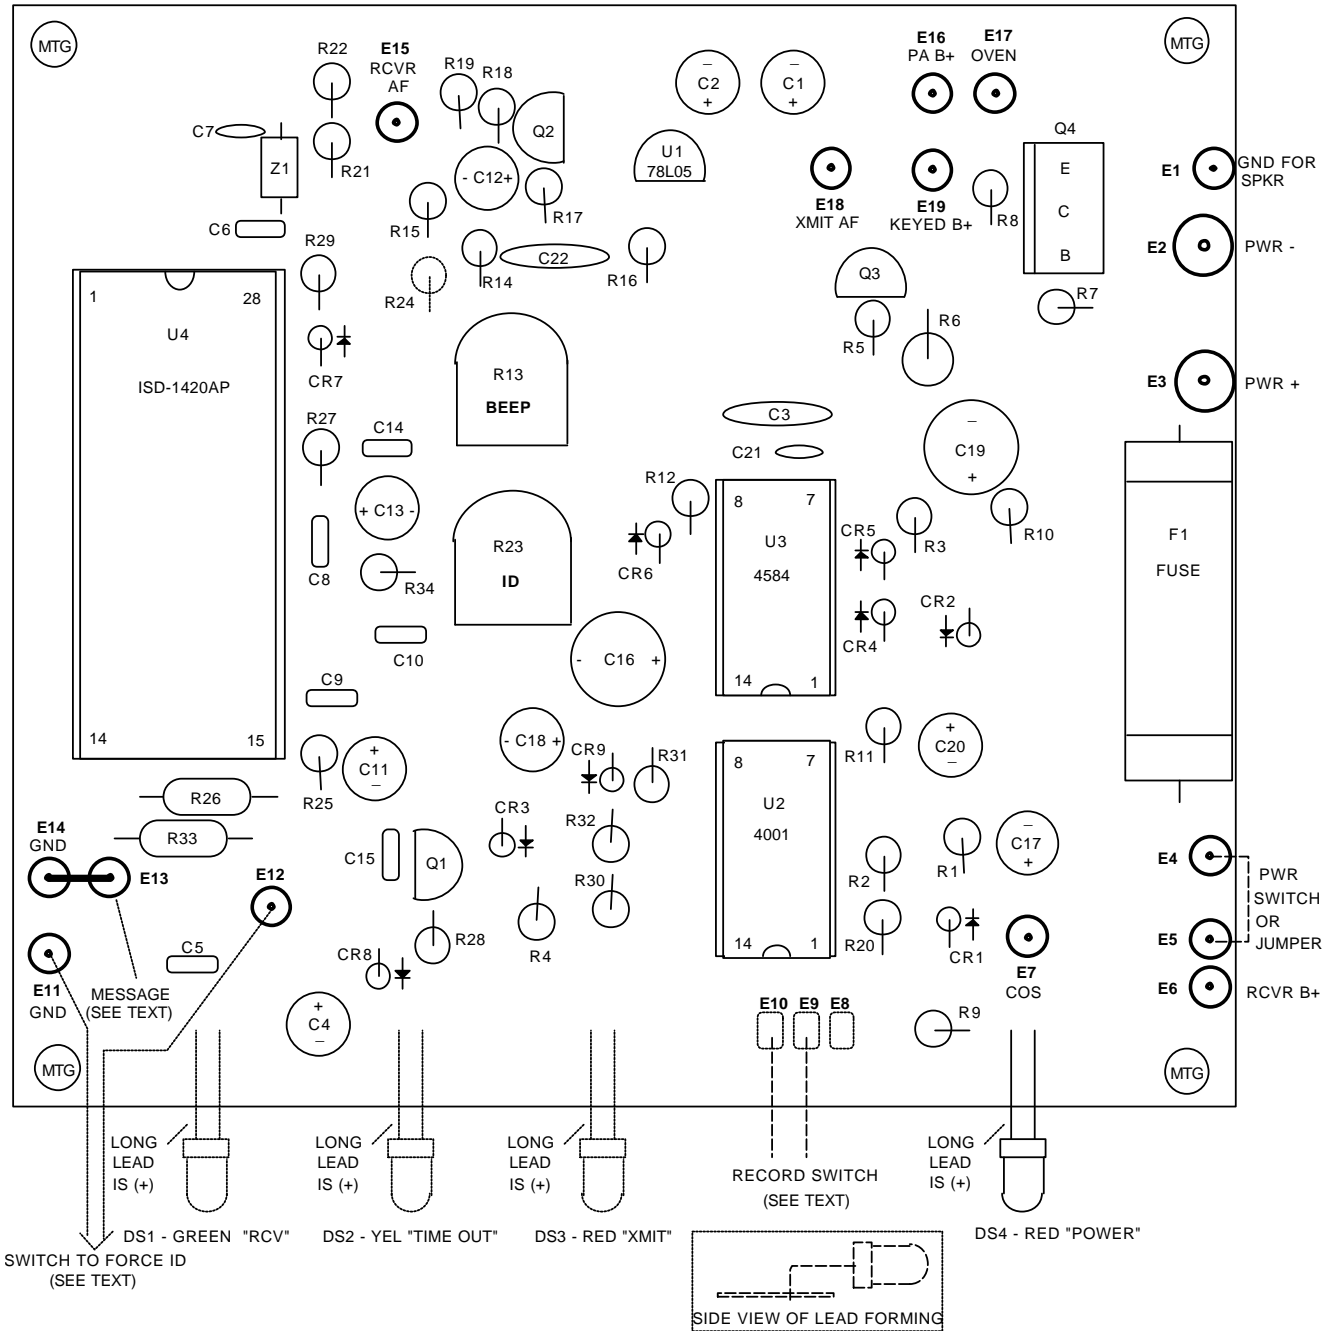 MTG
R22
E15
RCVR
AF
R19
R18
C2
C1
E16
PA B+
E17
OVEN
MTG
C7
Z1
R21
Q2
U1
78L05
Q4
E
C
B
E1
GND FOR
SPKR
- C12+
R17
E18
XMIT AF
E19
KEYED B+
R8
C6
R15
R29
R14
C22
R16
E2
PWR -
R24
Q3
R7
1
28
U4
ISD-1420AP
CR7
R13
BEEP
R5
R6
E3
PWR +
R27
C14
C3
C21
C19
+ C13 -
R12
8
7
U3
4584
14
1
CR5
R3
R10
F1
FUSE
C8
R34
R23
ID
CR6
CR4
CR2
C10
- C16 +
C9
14
15
R25
+
C11
-
- C18 +
CR9
R31
8
7
U2
4001
14
1
R11
+
C20
-
R26
R33
CR3
R32
E14
GND
E13
E12
C15
Q1
R30
R2
R1
-
C17
+
E4
PWR
SWITCH
OR
JUMPER
E5
R28
R4
R20
CR1
E7
COS
E6
RCVR B+
E11
GND
MESSAGE
(SEE TEXT)
C5
CR8
+
C4
-
E10
E9
E8
R9
MTG
MTG
LONG
LEAD
IS (+)
LONG
LEAD
IS (+)
LONG
LEAD
IS (+)
RECORD SWITCH
(SEE TEXT)
LONG
LEAD
IS (+)
DS1 - GREEN "RCV"
DS2 - YEL "TIME OUT"
DS3 - RED "XMIT"
DS4 - RED "POWER"
SWITCH TO FORCE ID
(SEE TEXT)
SIDE VIEW OF LEAD FORMING